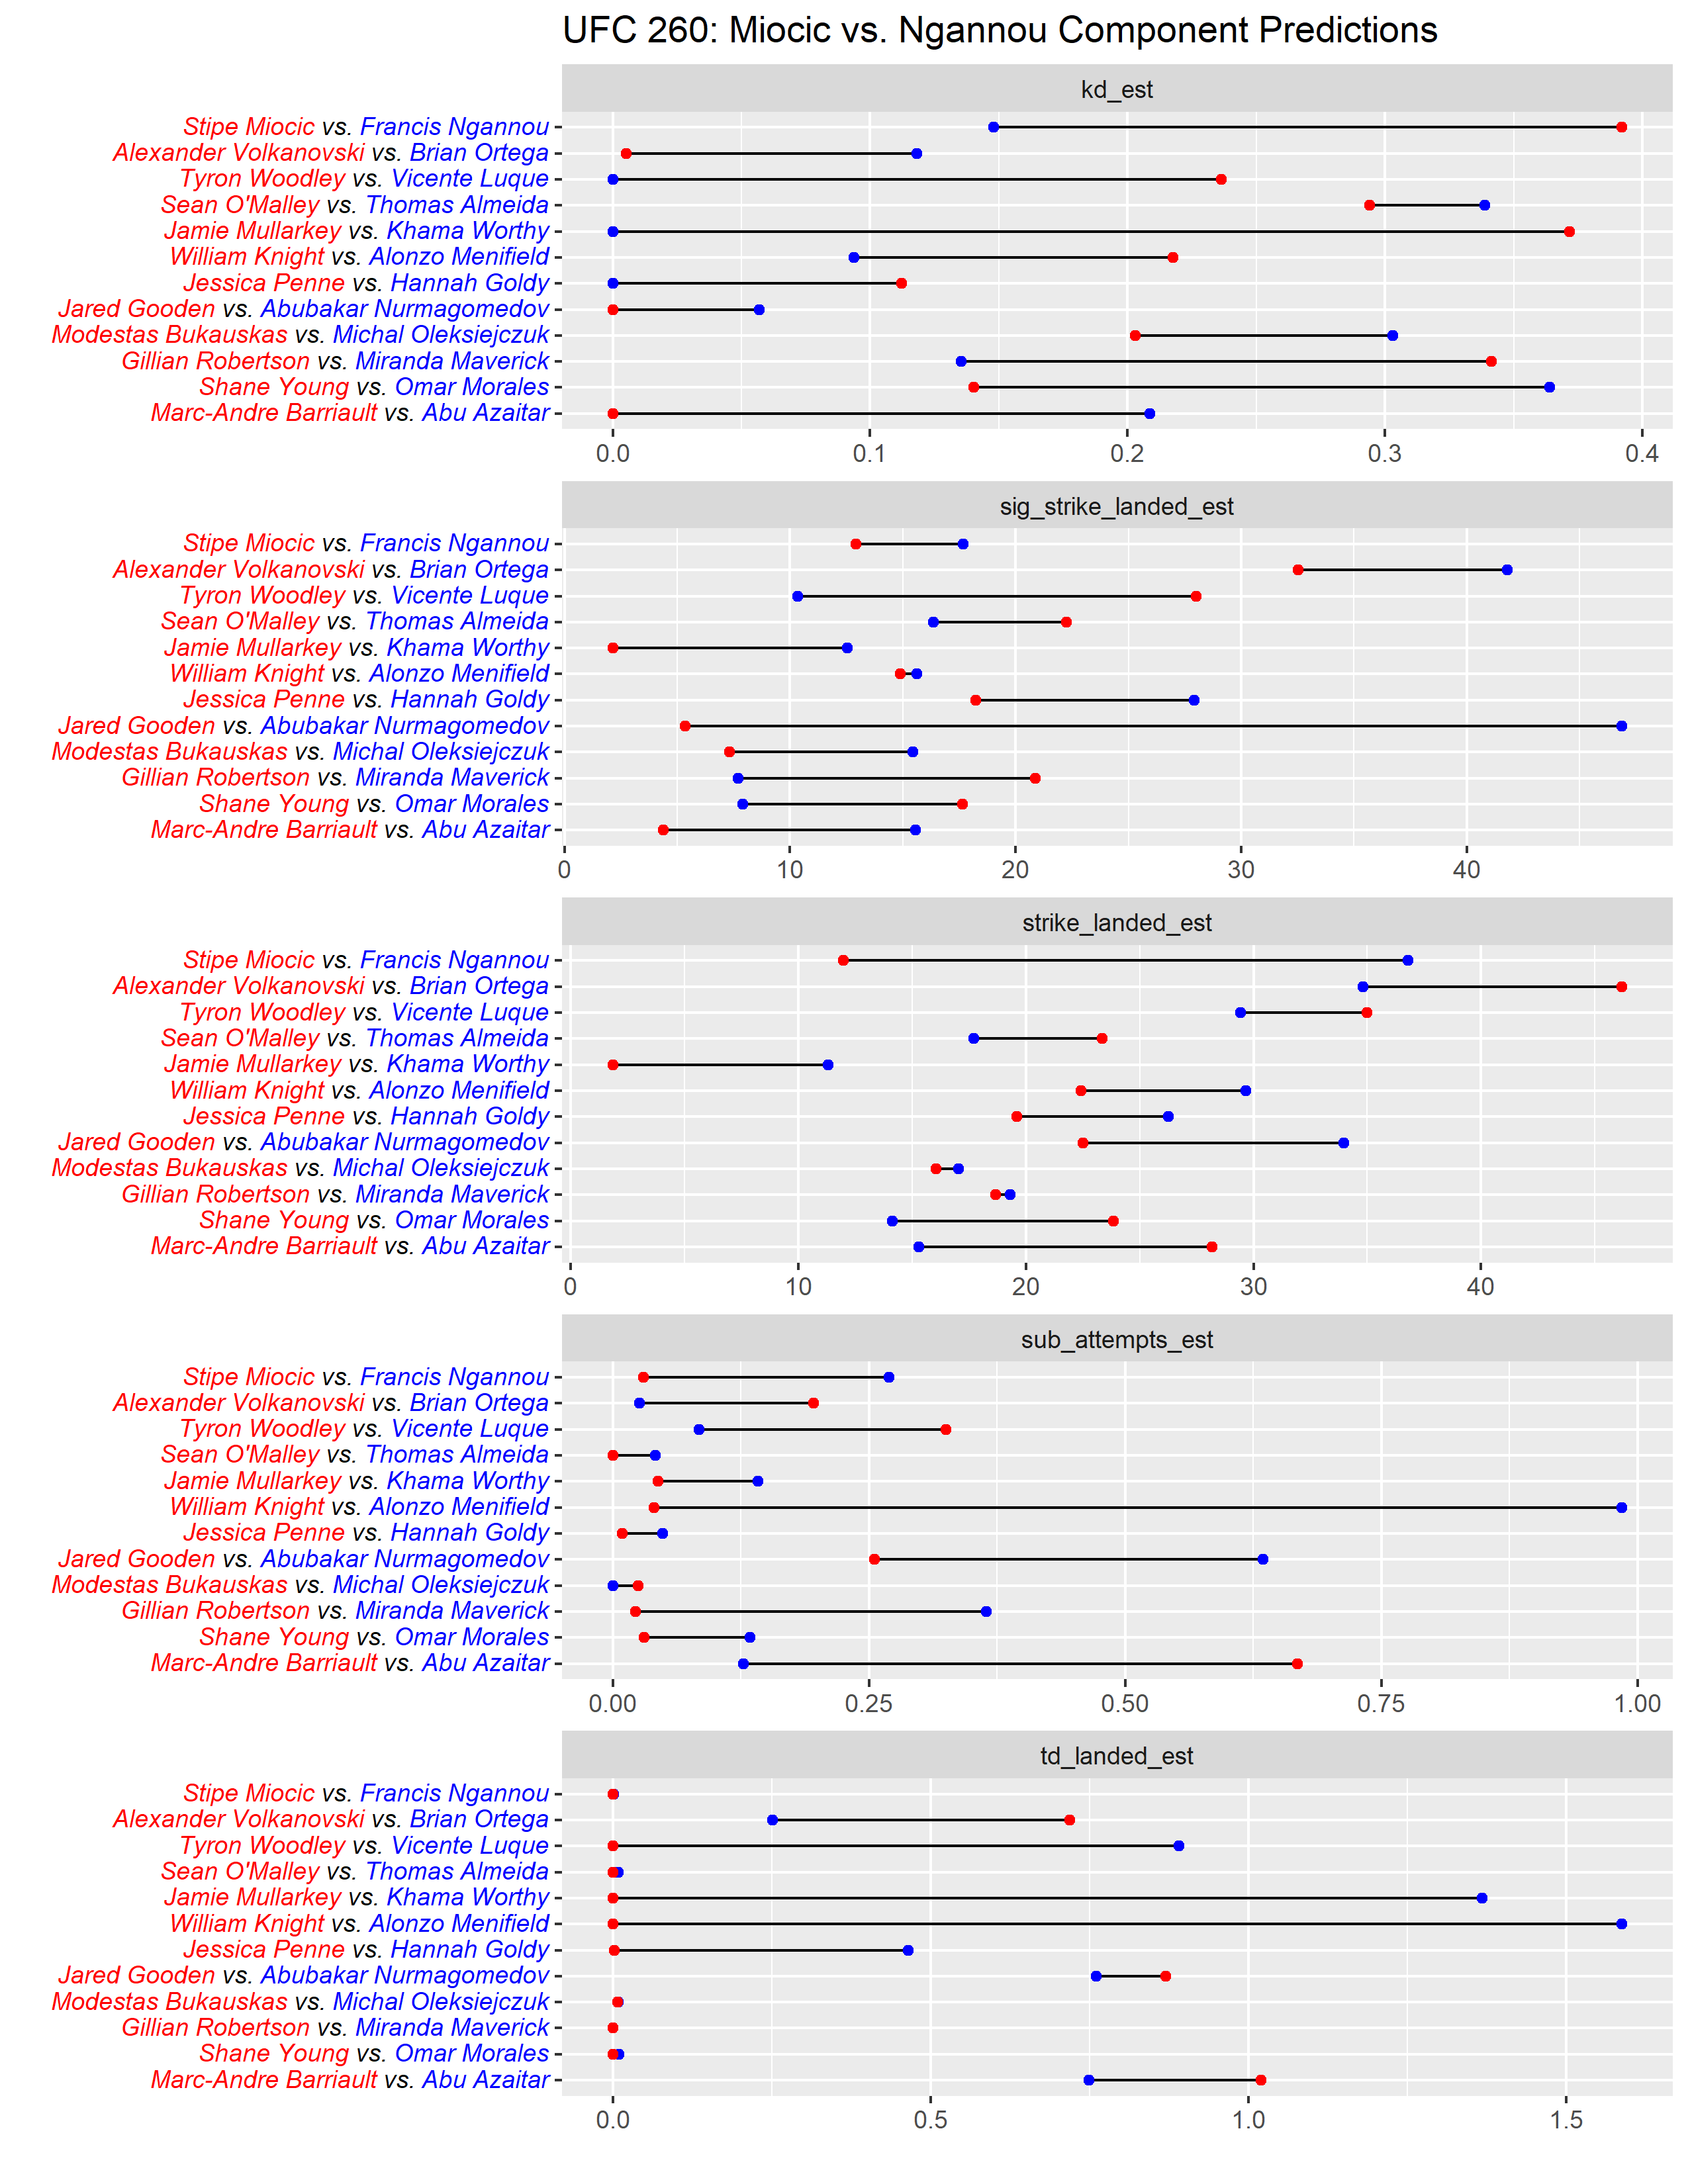 UFC 260: Miocic vs. Ngannou Component Predictions
kd_est
Stipe Miocic vs. Francis Ngannou
Alexander Volkanovski vs. Brian Ortega
Tyron Woodley vs. Vicente Luque
Sean O'Malley vs. Thomas Almeida
Jamie Mullarkey vs. Khama Worthy
William Knight vs. Alonzo Menifield
Jessica Penne vs. Hannah Goldy
Jared Gooden vs. Abubakar Nurmagomedov
Modestas Bukauskas vs. Michal Oleksiejczuk
Gillian Robertson vs. Miranda Maverick
Shane Young vs. Omar Morales
Marc-Andre Barriault vs. Abu Azaitar
0.0 0.1 0.2 0.3 0.4
sig_strike_landed_est
Stipe Miocic vs. Francis Ngannou
Alexander Volkanovski vs. Brian Ortega
Tyron Woodley vs. Vicente Luque
Sean O'Malley vs. Thomas Almeida
Jamie Mullarkey vs. Khama Worthy
William Knight vs. Alonzo Menifield
Jessica Penne vs. Hannah Goldy
Jared Gooden vs. Abubakar Nurmagomedov
Modestas Bukauskas vs. Michal Oleksiejczuk
Gillian Robertson vs. Miranda Maverick
Shane Young vs. Omar Morales
Marc-Andre Barriault vs. Abu Azaitar
0 10 20 30 40
strike_landed_est
Stipe Miocic vs. Francis Ngannou
Alexander Volkanovski vs. Brian Ortega
Tyron Woodley vs. Vicente Luque
Sean O'Malley vs. Thomas Almeida
Jamie Mullarkey vs. Khama Worthy
William Knight vs. Alonzo Menifield
Jessica Penne vs. Hannah Goldy
Jared Gooden vs. Abubakar Nurmagomedov
Modestas Bukauskas vs. Michal Oleksiejczuk
Gillian Robertson vs. Miranda Maverick
Shane Young vs. Omar Morales
Marc-Andre Barriault vs. Abu Azaitar
0 10 20 30 40
sub_attempts_est
Stipe Miocic vs. Francis Ngannou
Alexander Volkanovski vs. Brian Ortega
Tyron Woodley vs. Vicente Luque
Sean O'Malley vs. Thomas Almeida
Jamie Mullarkey vs. Khama Worthy
William Knight vs. Alonzo Menifield
Jessica Penne vs. Hannah Goldy
Jared Gooden vs. Abubakar Nurmagomedov
Modestas Bukauskas vs. Michal Oleksiejczuk
Gillian Robertson vs. Miranda Maverick
Shane Young vs. Omar Morales
Marc-Andre Barriault vs. Abu Azaitar
0.00 0.25 0.50 0.75 1.00
td_landed_est
Stipe Miocic vs. Francis Ngannou
Alexander Volkanovski vs. Brian Ortega
Tyron Woodley vs. Vicente Luque
Sean O'Malley vs. Thomas Almeida
Jamie Mullarkey vs. Khama Worthy
William Knight vs. Alonzo Menifield
Jessica Penne vs. Hannah Goldy
Jared Gooden vs. Abubakar Nurmagomedov
Modestas Bukauskas vs. Michal Oleksiejczuk
Gillian Robertson vs. Miranda Maverick
Shane Young vs. Omar Morales
Marc-Andre Barriault vs. Abu Azaitar
0.0 0.5 1.0 1.5